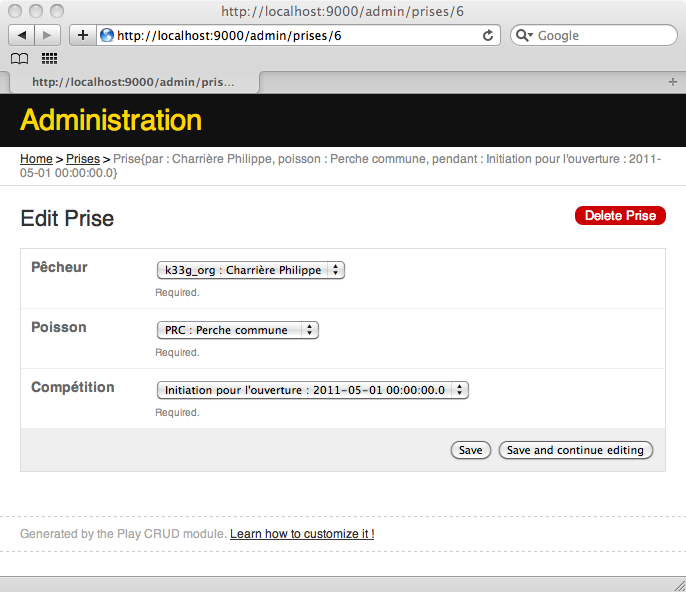 http://localhost:9000/admin/prises/6
http://localhost:9000/admin/prises/6
Google
http://localhost:9000/admin/pris...
Administration
Home > Prises > Prise{par : Charrière Philippe, poisson : Perche commune, pendant : Initiation pour l'ouverture : 2011-
05-01 00:00:00.0}
Edit Prise
Delete Prise
Pêcheur
k33g_org : Charrière Philippe
Required.
Poisson
PRC : Perche commune
Required.
Compétition
Initiation pour l'ouverture : 2011-05-01 00:00:00.0
Required.
Save
Save and continue editing
Generated by the Play CRUD module. Learn how to customize it !